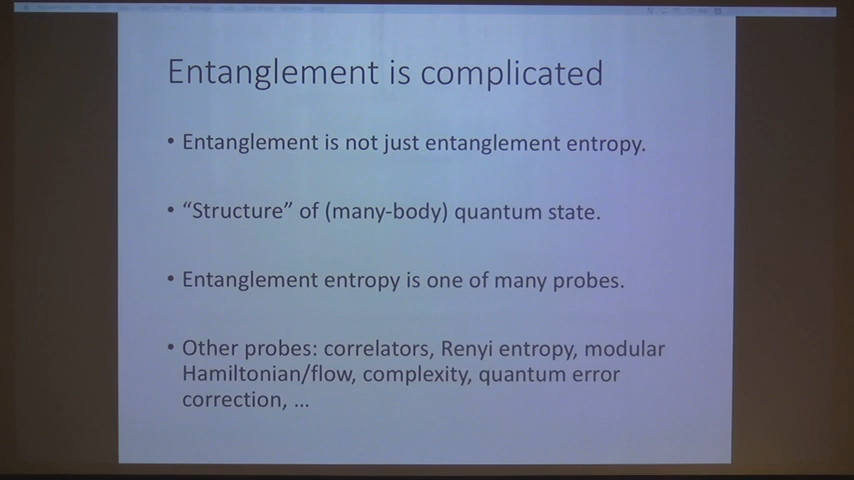 Entanglement is complicated
• Entanglement is not just entanglement entropy.
• “Structure” of (many-body) quantum state.
• Entanglement entropy is one of many probes.
• Other probes: correlators, Renyi entropy, modular
Hamiltonian/flow, complexity, quantum error
correction, ...